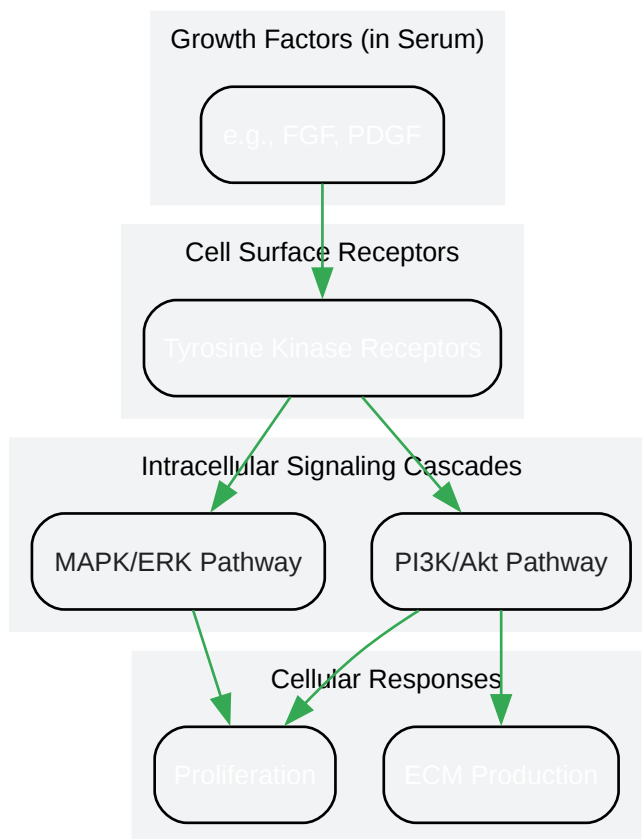 Growth Factors (in Serum)
e.g., FGF, PDGF
Cell Surface Receptors
Tyrosine Kinase Receptors
Intracellular Signaling Cascades
MAPK/ERK Pathway
PI3K/Akt Pathway
Cellular Responses
Proliferation
ECM Production